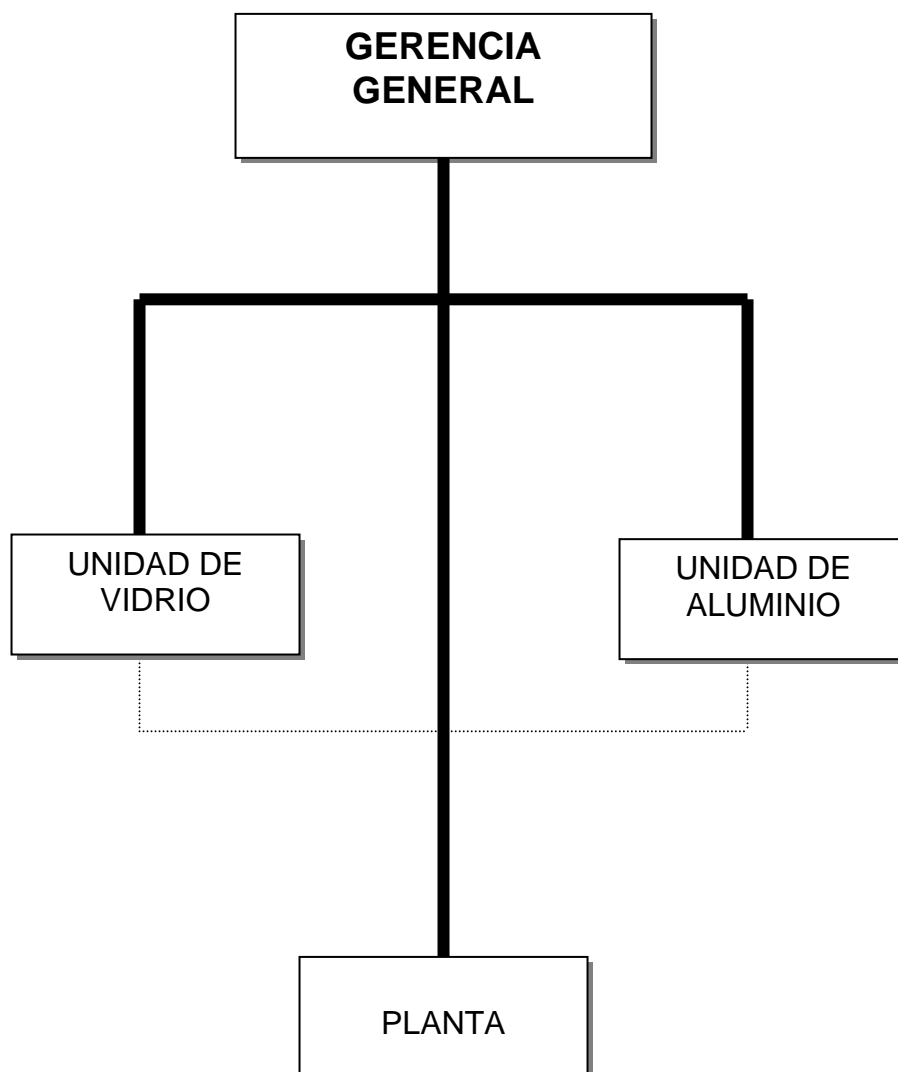 GERENCIA
GENERAL
UNIDAD DE
VIDRIO
UNIDAD DE
ALUMINIO
PLANTA